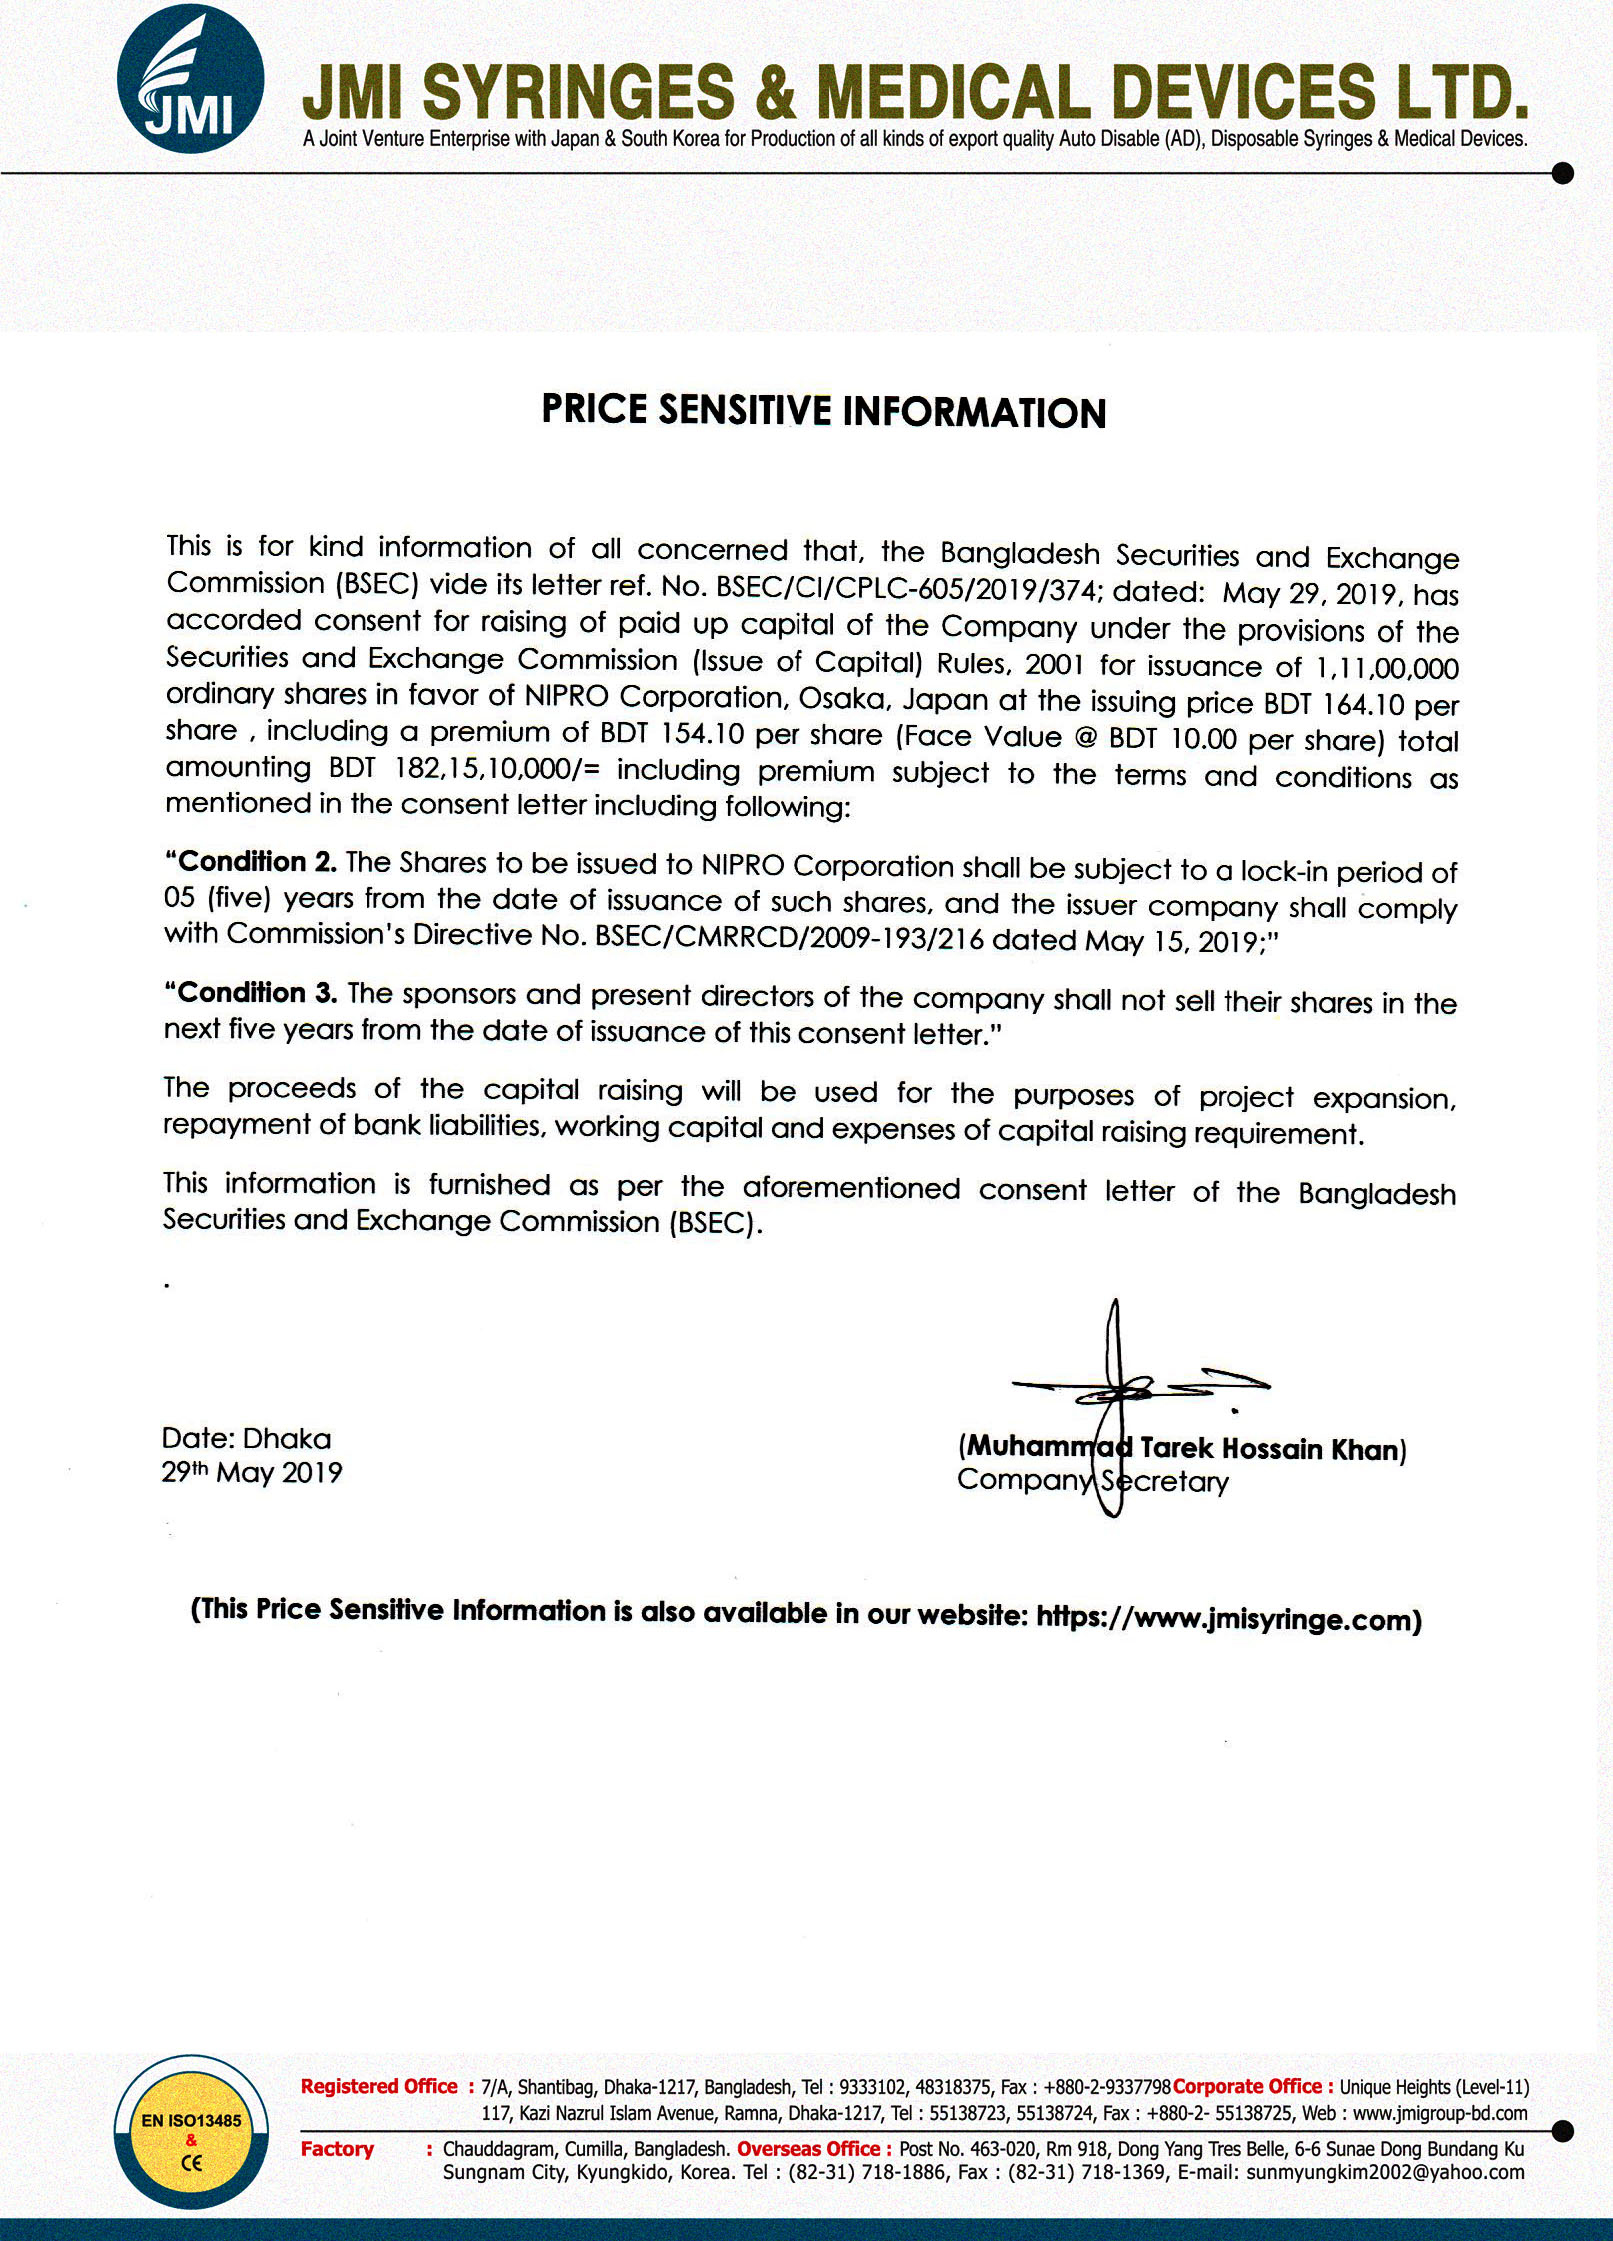 JMI
JMI SYRINGES & MEDICAL DEVICES LTD.
A Joint Venture Enterprise with Japan & South Korea for Production of all kinds of export quality Auto Disable (AD), Disposable Syringes & Medical Devices.
PRICE SENSITIVE INFORMATION
This is for kind information of all concerned that, the Bangladesh Securities and Exchange
Commission (BSEC) vide its letter ref. No. BSEC/CI/CPLC-605/2019/374; dated: May 29, 2019, has
accorded consent for raising of paid up capital of the Company under the provisions of the
Securities and Exchange Commission (Issue of Capital) Rules, 2001 for issuance of 1,11,00,000
ordinary shares in favor of NIPRO Corporation, Osaka, Japan at the issuing price BDT 164.10 per
share , including a premium of BDT 154.10 per share (Face Value @ BDT 10.00 per share) total
amounting BDT 182,15,10,000/= including premium subject to the terms and conditions as
mentioned in the consent letter including following:
“Condition 2. The Shares to be issued to NIPRO Corporation shall be subject to a lock-in period of
05 (five) years from the date of issuance of such shares, and the issuer company shall comply
with Commission's Directive No. BSEC/CMRRCD/2009-193/216 dated May 15, 2019;”
“Condition 3. The sponsors and present directors of the company shall not sell their shares in the
next five years from the date of issuance of this consent letter.”
The proceeds of the capital raising will be used for the purposes of project expansion,
repayment of bank liabilities, working capital and expenses of capital raising requirement.
This information is furnished as per the aforementioned consent letter of the Bangladesh
Securities and Exchange Commission (BSEC).
.
Date: Dhaka
29th May 2019
(Muhammad Tarek Hossain Khan)
Company Secretary
(This Price Sensitive Information is also available in our website: https://www.jmisyringe.com)
EN ISO13485
&
CE
Registered Office : 7/A, Shantibag, Dhaka-1217, Bangladesh, Tel : 9333102, 48318375, Fax : +880-2-9337798 Corporate Office : Unique Heights (Level-11)
117, Kazi Nazrul Islam Avenue, Ramna, Dhaka-1217, Tel : 55138723, 55138724, Fax : +880-2- 55138725, Web : www.jmigroup-bd.com
Factory : Chauddagram, Cumilla, Bangladesh. Overseas Office : Post No. 463-020, Rm 918, Dong Yang Tres Belle, 6-6 Sunae Dong Bundang Ku
Sungnam City, Kyungkido, Korea. Tel : (82-31) 718-1886, Fax : (82-31) 718-1369, E-mail: sunmyungkim2002@yahoo.com